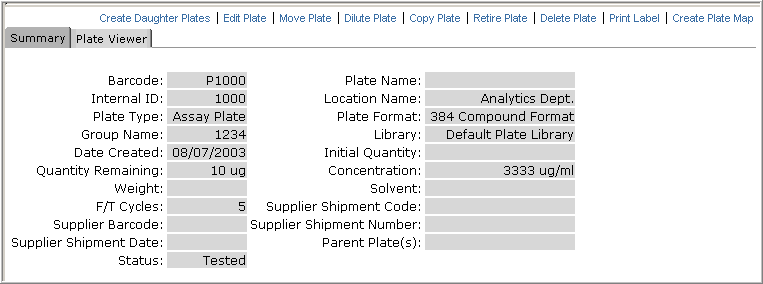 Create Daughter Plates | Edit Plate | Move Plate | Dilute Plate | Copy Plate | Retire Plate | Delete Plate | Print Label | Create Plate Map
Summary Plate Viewer
Barcode: P1000 Plate Name:
Internal ID: 1000 Location Name: Analytics Dept.
Plate Type: Assay Plate Plate Format: 384 Compound Format
Group Name: 1234 Library: Default Plate Library
Date Created: 08/07/2003 Initial Quantity:
Quantity Remaining: 10 ug Concentration: 3333 ug/ml
Weight: Solvent:
F/T Cycles: 5 Supplier Shipment Code:
Supplier Barcode: Supplier Shipment Number:
Supplier Shipment Date: Parent Plate(s):
Status: Tested